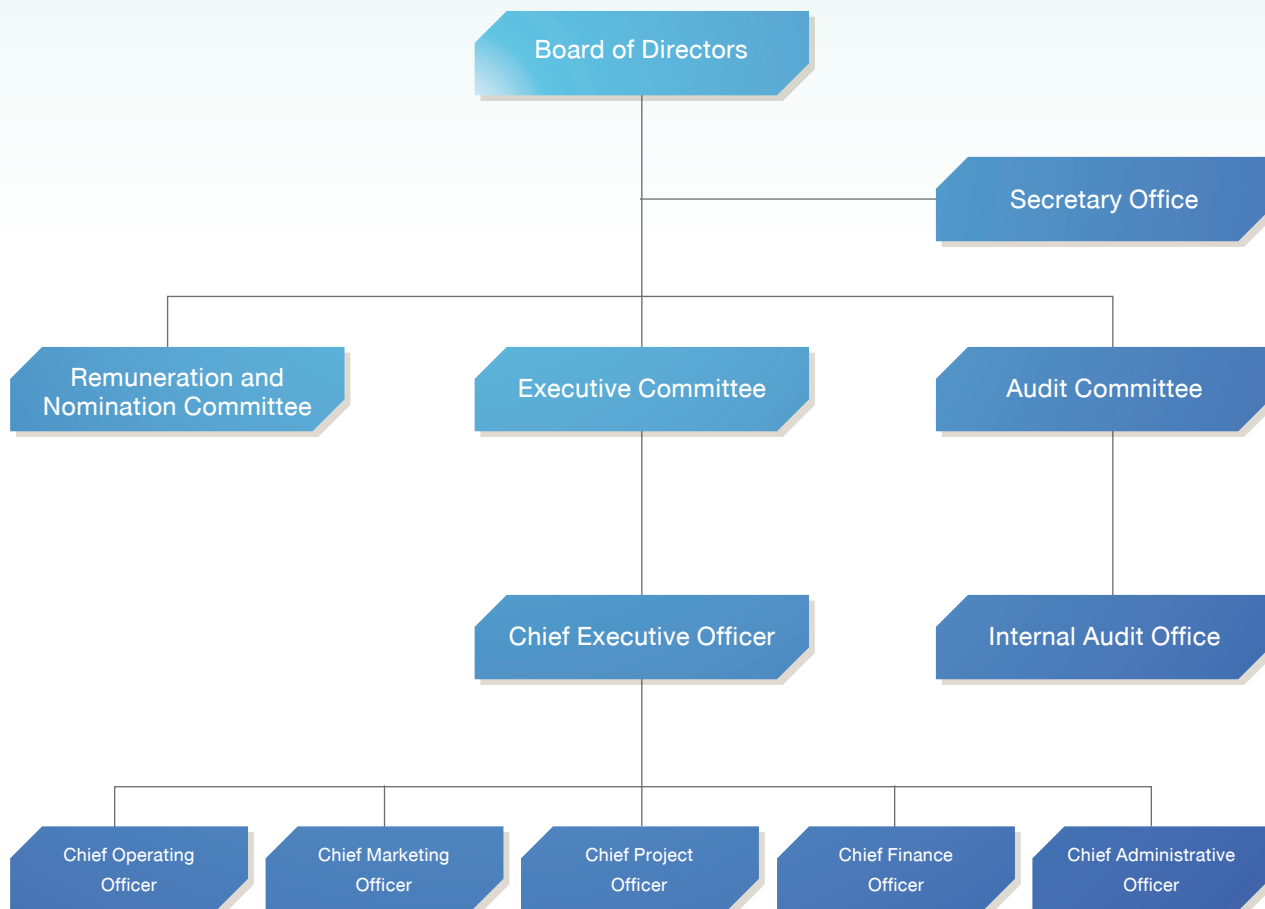 Board of Directors
Secretary Office
Remuneration and
Nomination Committee
Executive Committee
Audit Committee
Chief Executive Officer
Internal Audit Office
Chief Operating
Officer
Chief Marketing
Officer
Chief Project
Officer
Chief Finance
Officer
Chief Administrative
Officer